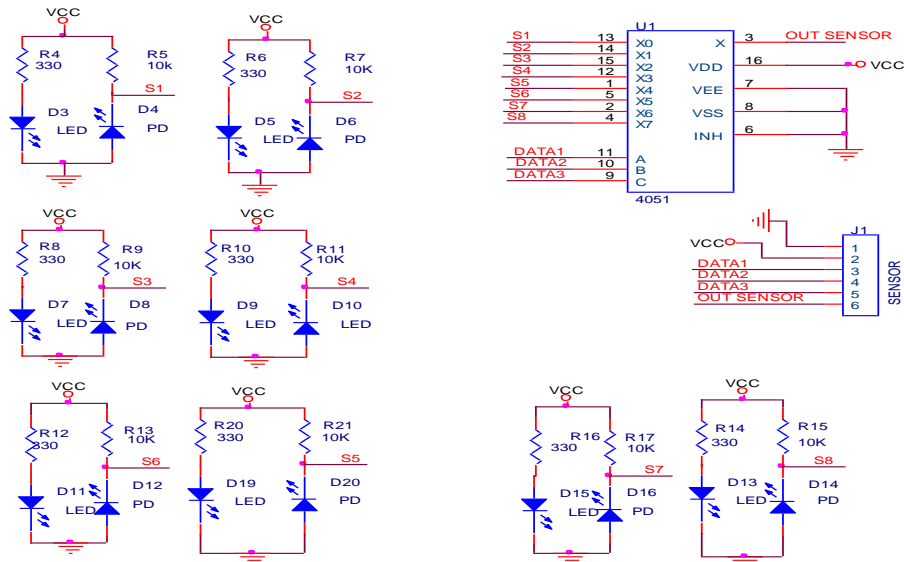 VCC
R4
330
R5
10k
S1
D3
LED
D4
PD
VCC
R6
330
R7
10K
S2
D5
LED
D6
PD
U1
S1 13 X0
S2 14 X1
S3 15 X2
S4 12 X3
S5 1 X4
S6 5 X5
S7 2 X6
S8 4 X7
DATA1 11 A
DATA2 10 B
DATA3 9 C
X 3 OUT SENSOR
VDD 16 VCC
VEE 7
VSS 8
INH 6
4051
VCC
R8
330
R9
10K
S3
D7
LED
D8
PD
VCC
R10
330
R11
10K
S4
D9
LED
D10
LED
J1
1
VCC 2
DATA1 3
DATA2 4
DATA3 5
OUT SENSOR 6
SENSOR
VCC
R12
330
R13
10K
S6
D11
LED
D12
PD
VCC
R20
330
R21
10K
S5
D19
LED
D20
PD
VCC
R16
330
R17
10K
S7
D15
LED
D16
PD
VCC
R14
330
R15
10K
S8
D13
LED
D14
PD